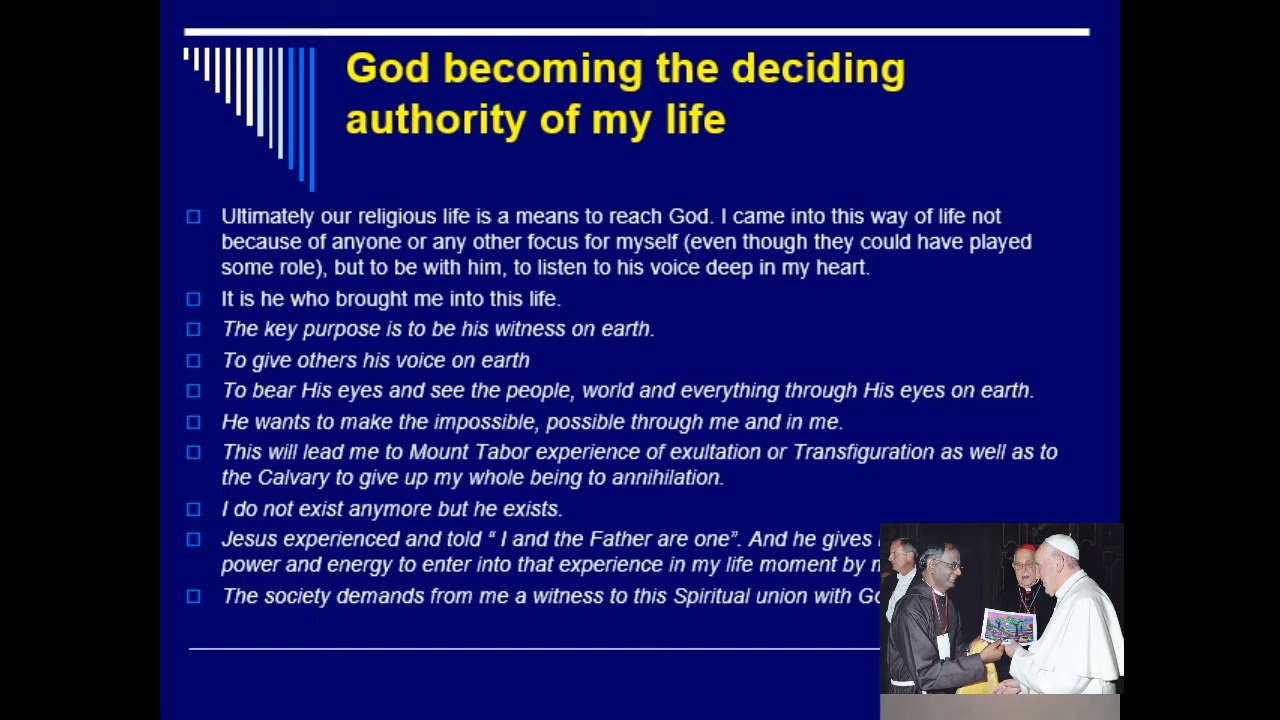 God becoming the deciding
authority of my life
Ultimately our religious life is a means to reach God. I came into this way of life not
because of anyone or any other focus for myself (even though they could have played
some role), but to be with him, to listen to his voice deep in my heart.
It is he who brought me into this life.
The key purpose is to be his witness on earth.
To give others his voice on earth
To bear His eyes and see the people, world and everything through His eyes on earth.
He wants to make the impossible, possible through me and in me.
This will lead me to Mount Tabor experience of exultation or Transfiguration as well as to
the Calvary to give up my whole being to annihilation.
I do not exist anymore but he exists.
Jesus experienced and told “ I and the Father are one”. And he gives
power and energy to enter into that experience in my life moment by
The society demands from me a witness to this Spiritual union with